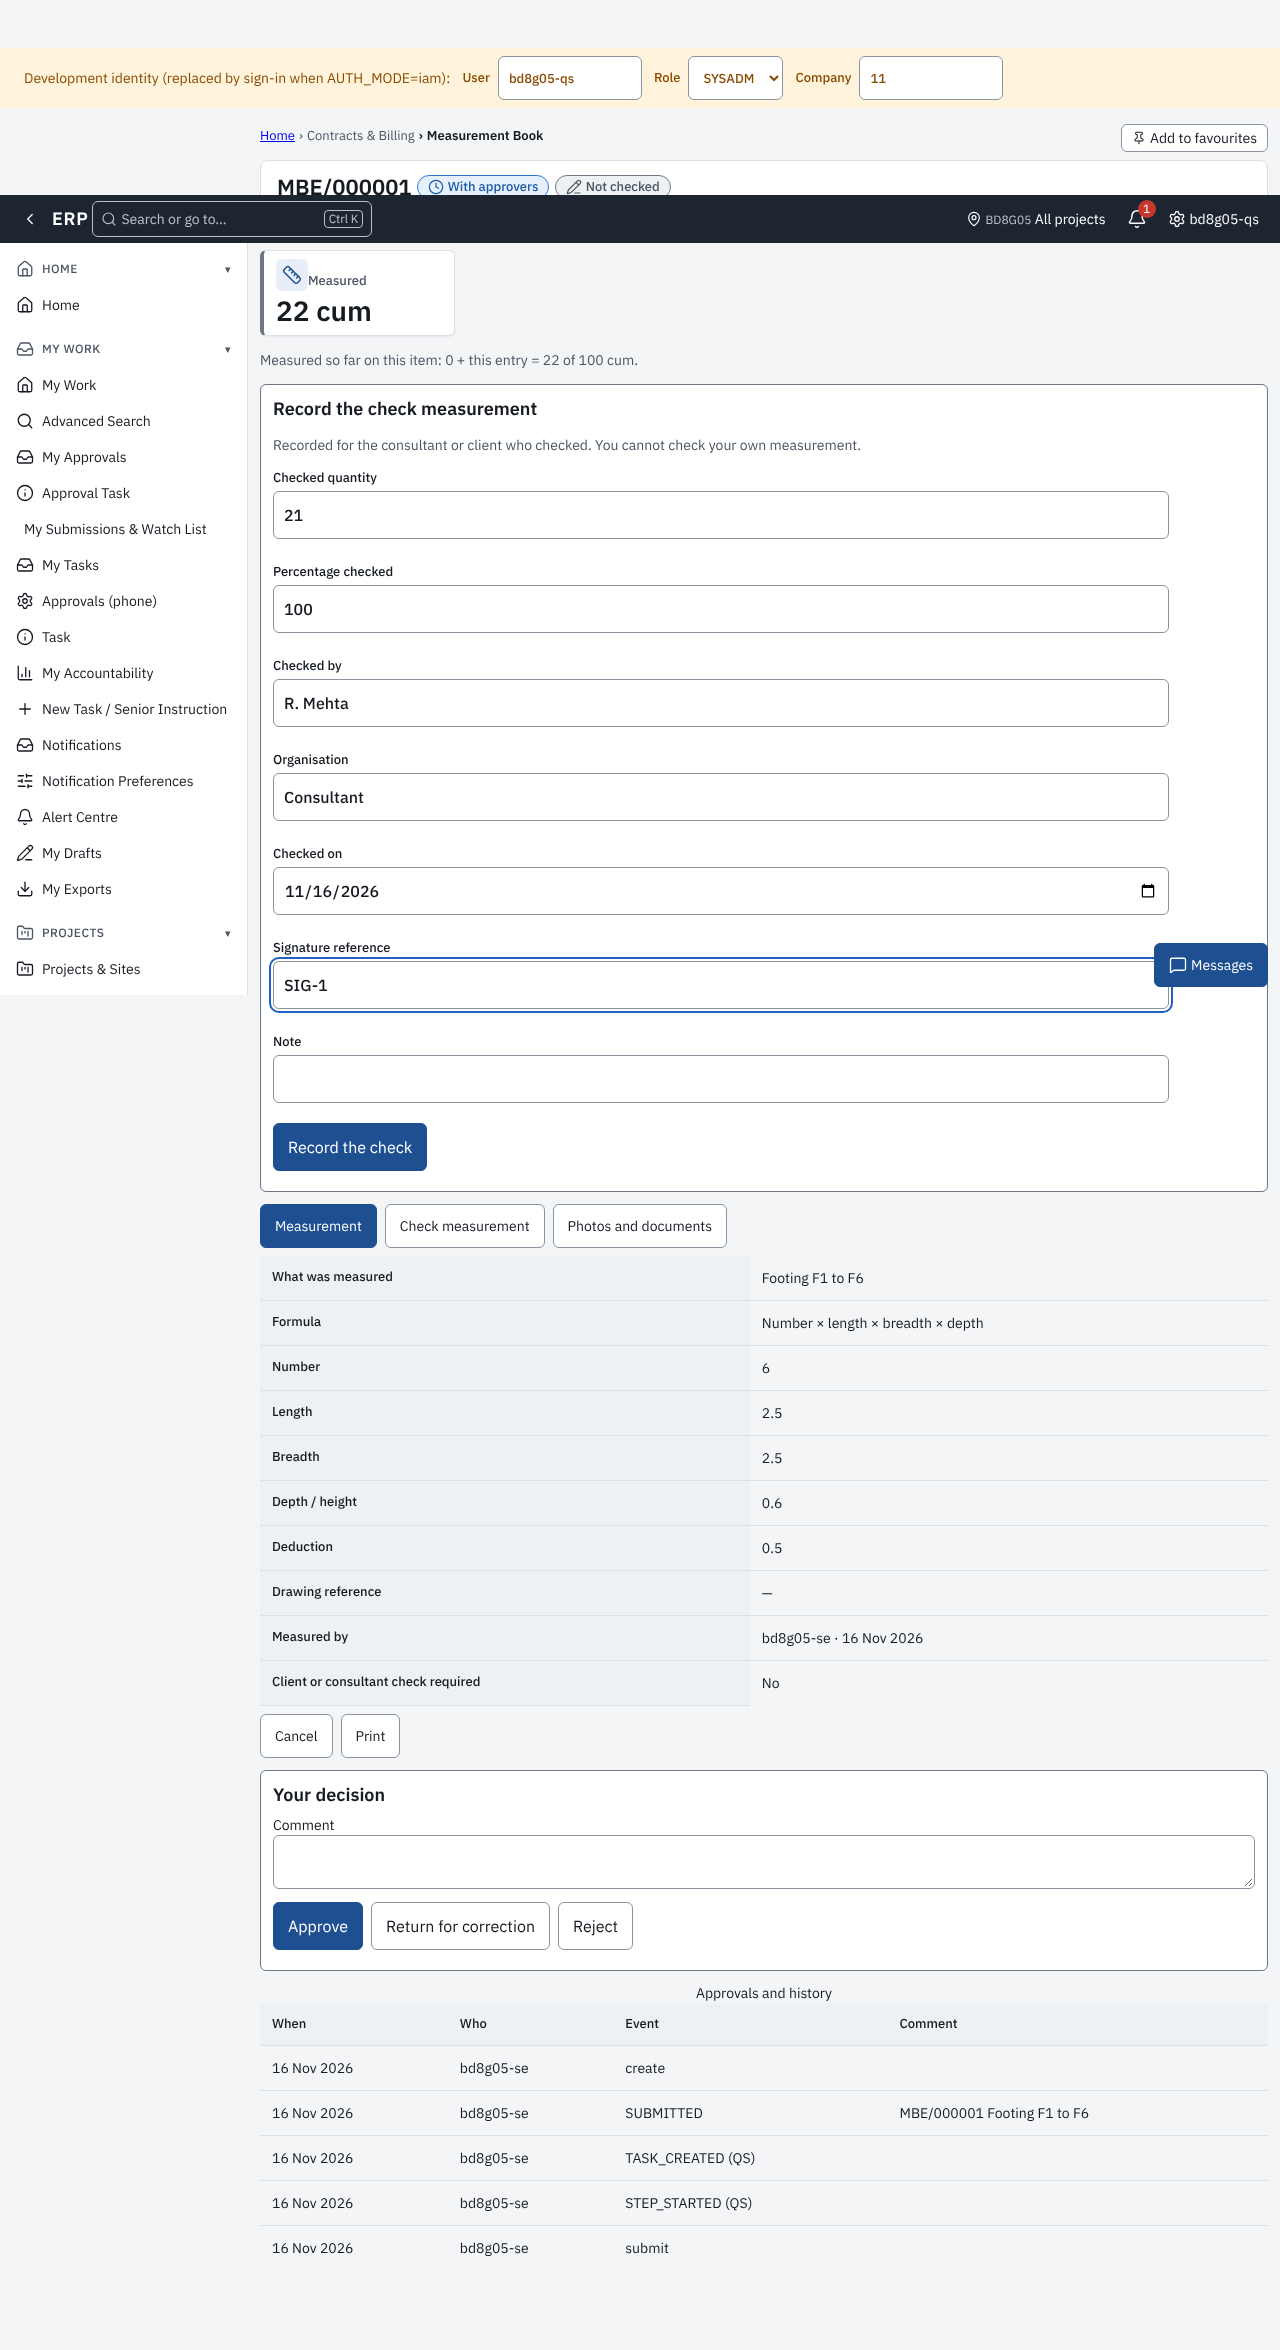 Development identity (replaced by sign-in when AUTH_MODE=iam): User bd8g05-qs Role SYSADM Company 11
Home › Contracts & Billing › Measurement Book
Add to favourites
MBE/000001 With approvers Not checked
ERP Search or go to... Ctrl K BD8G05 All projects 1 bd8g05-qs
HOME
Home
MY WORK
My Work
Advanced Search
My Approvals
Approval Task
My Submissions & Watch List
My Tasks
Approvals (phone)
Task
My Accountability
New Task / Senior Instruction
Notifications
Notification Preferences
Alert Centre
My Drafts
My Exports
PROJECTS
Projects & Sites
Measured
22 cum
Measured so far on this item: 0 + this entry = 22 of 100 cum.
Record the check measurement
Recorded for the consultant or client who checked. You cannot check your own measurement.
Checked quantity
21
Percentage checked
100
Checked by
R. Mehta
Organisation
Consultant
Checked on
11/16/2026
Signature reference
SIG-1
Messages
Note
Record the check
Measurement Check measurement Photos and documents
What was measured Footing F1 to F6
Formula Number × length × breadth × depth
Number 6
Length 2.5
Breadth 2.5
Depth / height 0.6
Deduction 0.5
Drawing reference —
Measured by bd8g05-se · 16 Nov 2026
Client or consultant check required No
Cancel Print
Your decision
Comment
Approve Return for correction Reject
Approvals and history
When Who Event Comment
16 Nov 2026 bd8g05-se create
16 Nov 2026 bd8g05-se SUBMITTED MBE/000001 Footing F1 to F6
16 Nov 2026 bd8g05-se TASK_CREATED (QS)
16 Nov 2026 bd8g05-se STEP_STARTED (QS)
16 Nov 2026 bd8g05-se submit